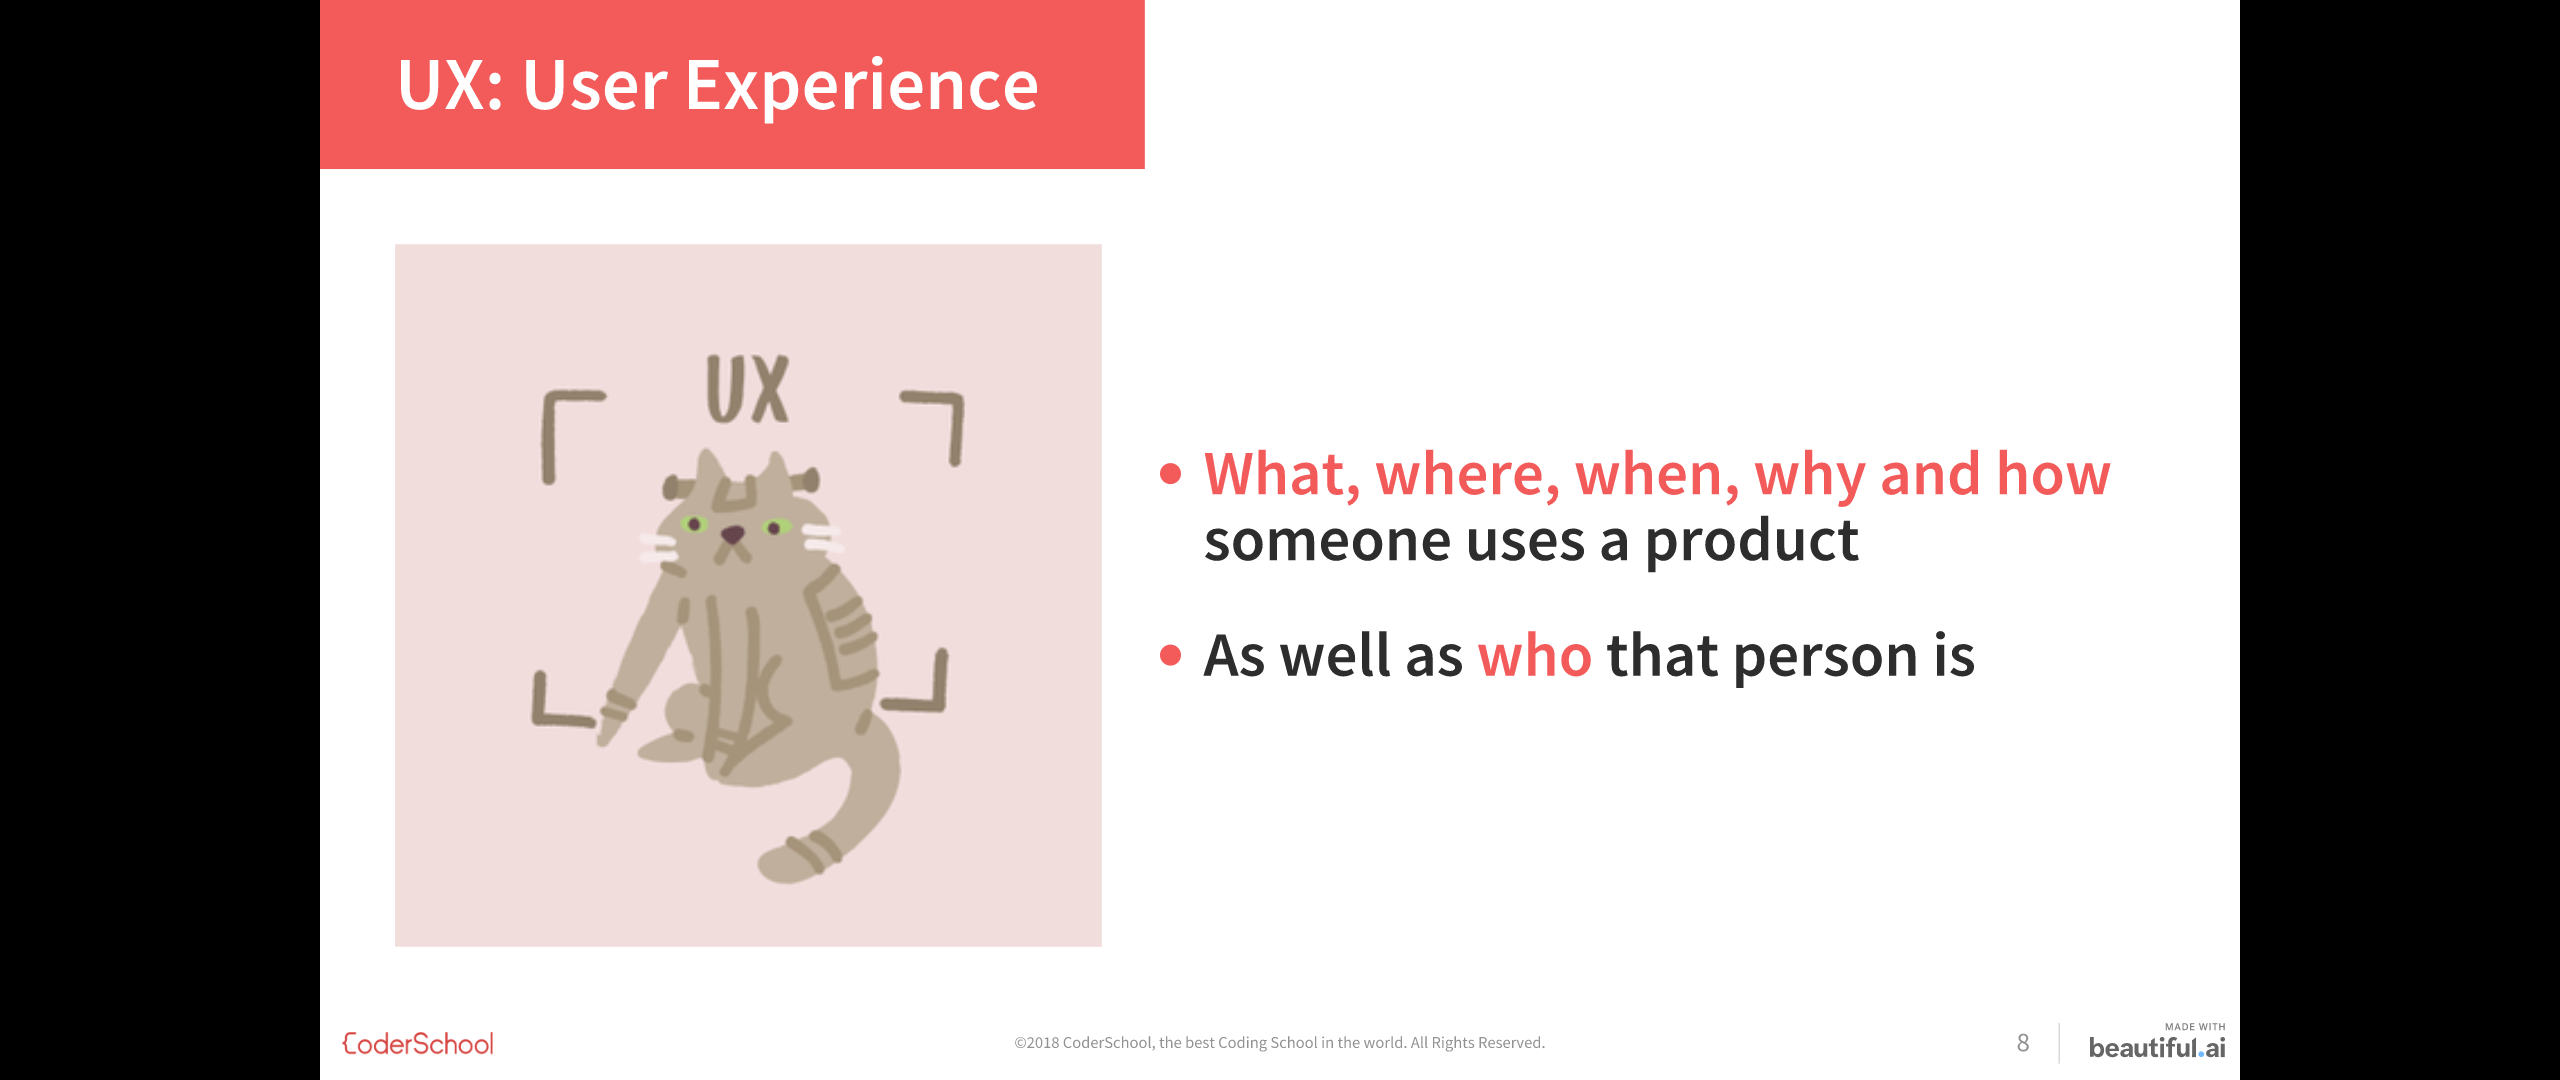 UX: User Experience
UX
What, where, when, why and how
someone uses a product
As well as who that person is
CoderSchool
©2018 CoderSchool, the best Coding School in the world. All Rights Reserved.
8
MADE WITH
beautiful.ai